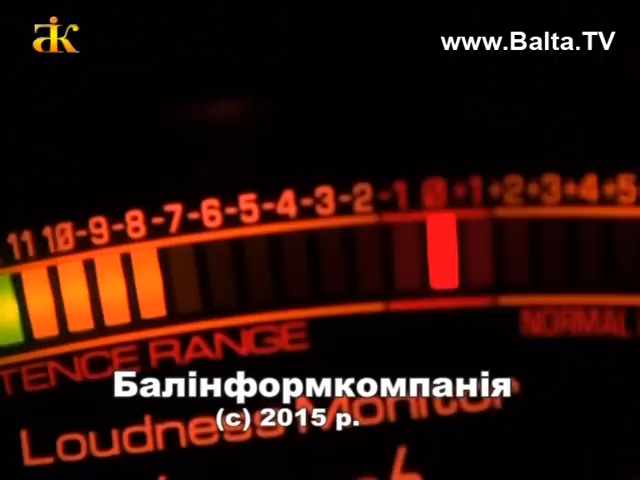 www.Balta.TV
11 10 -9 -8 -7 -6 -5 -4 -3 -2 -1 0 +1 +2 +3 +4 +5
TENCE RANGE
NORMAL
Балінформкомпанія
(c) 2015 р.
Loudness Monitor